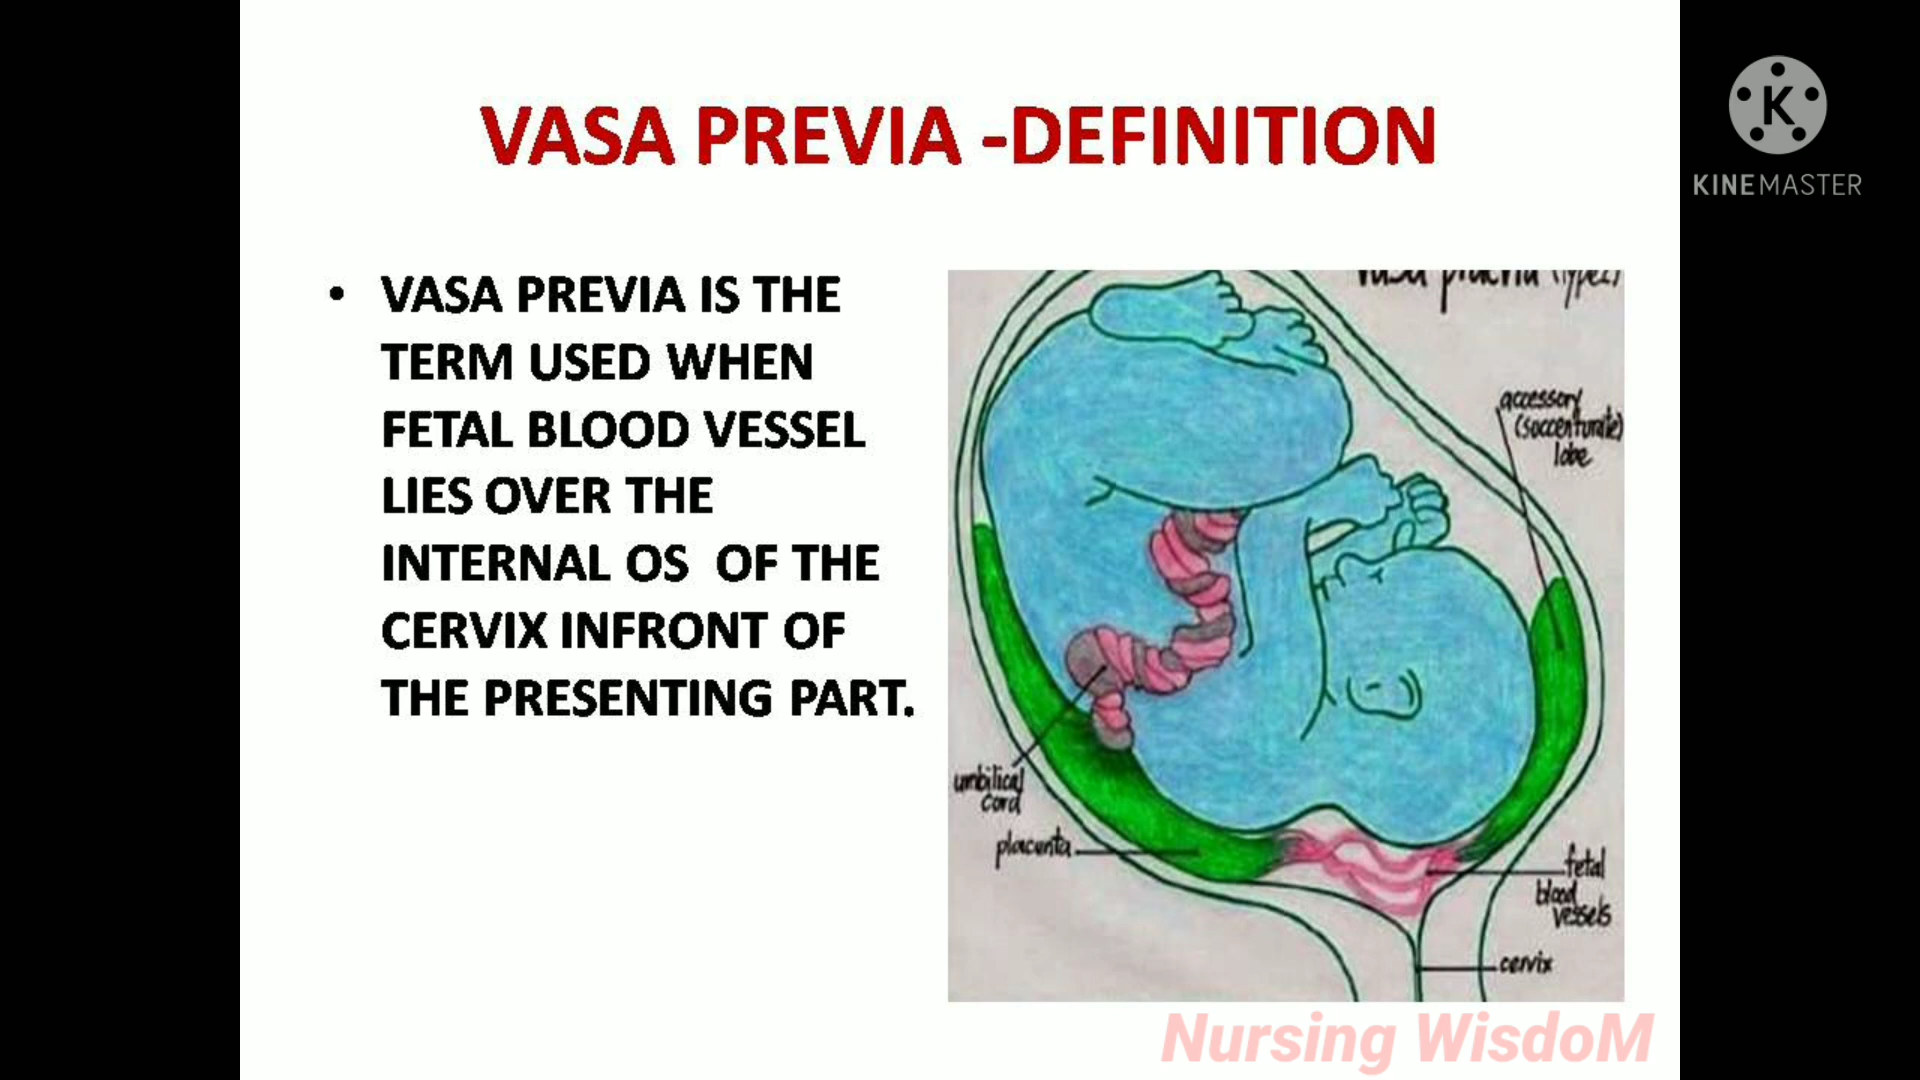 VASA PREVIA -DEFINITION
K
KINEMASTER
• VASA PREVIA IS THE
TERM USED WHEN
FETAL BLOOD VESSEL
LIES OVER THE
INTERNAL OS OF THE
CERVIX INFRONT OF
THE PRESENTING PART.
accessory
(succenturiate)
lobe
umbilical
cord
placenta
fetal
blood
vessels
cervix
Nursing WisdoM